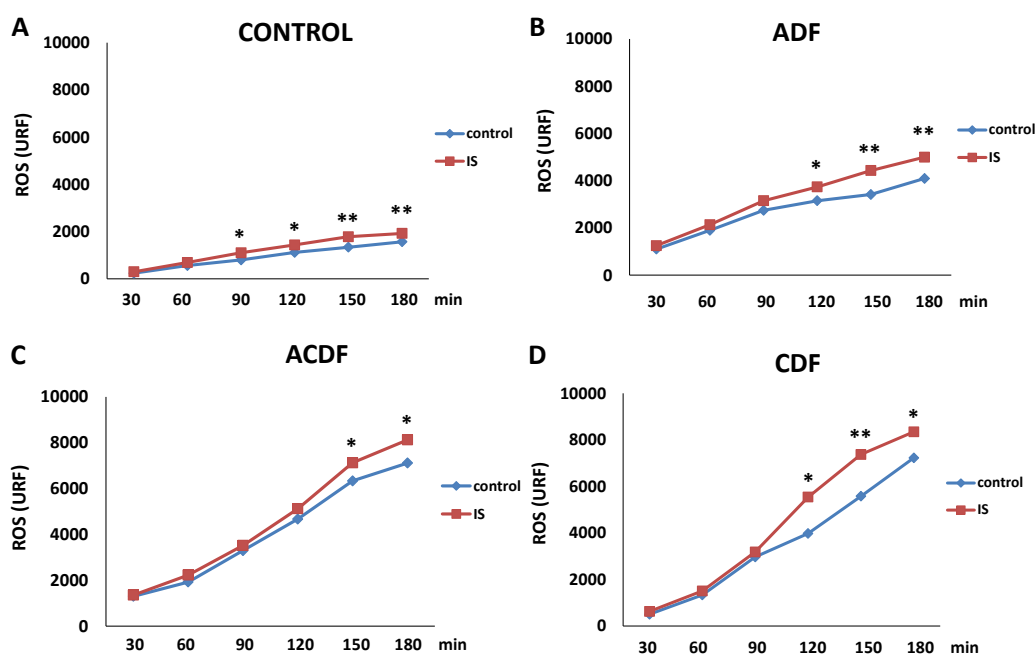 A
CONTROL
10000
8000
6000
4000
2000
0
ROS (URF)
control
IS
*
*
**
**
30 60 90 120 150 180 min
B
ADF
10000
8000
6000
4000
2000
0
ROS (URF)
control
IS
*
**
**
30 60 90 120 150 180 min
C
ACDF
10000
8000
6000
4000
2000
0
ROS (URF)
control
IS
*
*
30 60 90 120 150 180 min
D
CDF
10000
8000
6000
4000
2000
0
ROS (URF)
control
IS
*
**
*
30 60 90 120 150 180 min